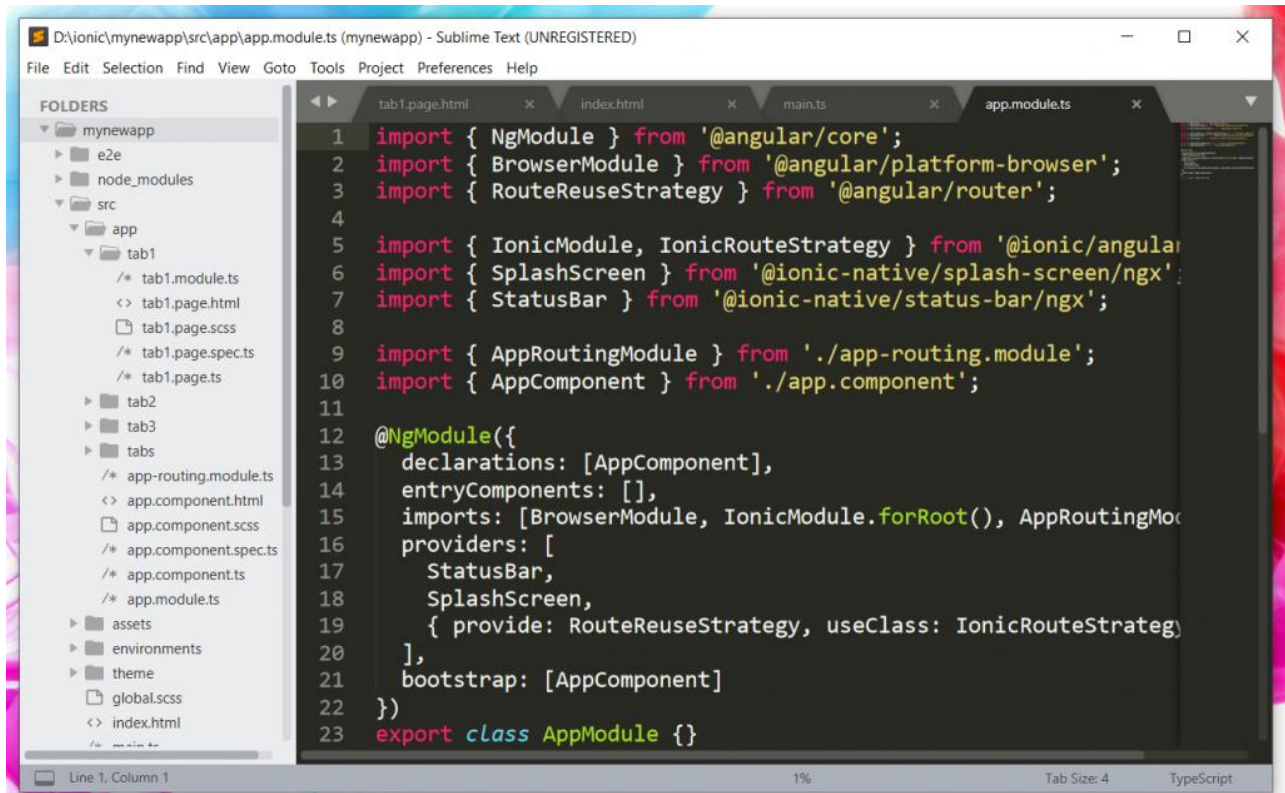 D:\ionic\mynewapp\src\app\app.module.ts (mynewapp) - Sublime Text (UNREGISTERED)
File Edit Selection Find View Goto Tools Project Preferences Help
FOLDERS
mynewapp
e2e
node_modules
src
app
tab1
/* tab1.module.ts
<> tab1.page.html
tab1.page.scss
/* tab1.page.spec.ts
/* tab1.page.ts
tab2
tab3
tabs
/* app-routing.module.ts
<> app.component.html
app.component.scss
/* app.component.spec.ts
/* app.component.ts
/* app.module.ts
assets
environments
theme
global.scss
<> index.html
/* main.ts
tab1.page.html × index.html × main.ts × app.module.ts ×
1 import { NgModule } from '@angular/core';
2 import { BrowserModule } from '@angular/platform-browser';
3 import { RouteReuseStrategy } from '@angular/router';
4
5 import { IonicModule, IonicRouteStrategy } from '@ionic/angular
6 import { SplashScreen } from '@ionic-native/splash-screen/ngx';
7 import { StatusBar } from '@ionic-native/status-bar/ngx';
8
9 import { AppRoutingModule } from './app-routing.module';
10 import { AppComponent } from './app.component';
11
12 @NgModule({
13 declarations: [AppComponent],
14 entryComponents: [],
15 imports: [BrowserModule, IonicModule.forRoot(), AppRoutingMod
16 providers: [
17 StatusBar,
18 SplashScreen,
19 { provide: RouteReuseStrategy, useClass: IonicRouteStrategy
20 ],
21 bootstrap: [AppComponent]
22 })
23 export class AppModule {}
Line 1, Column 1 1% Tab Size: 4 TypeScript